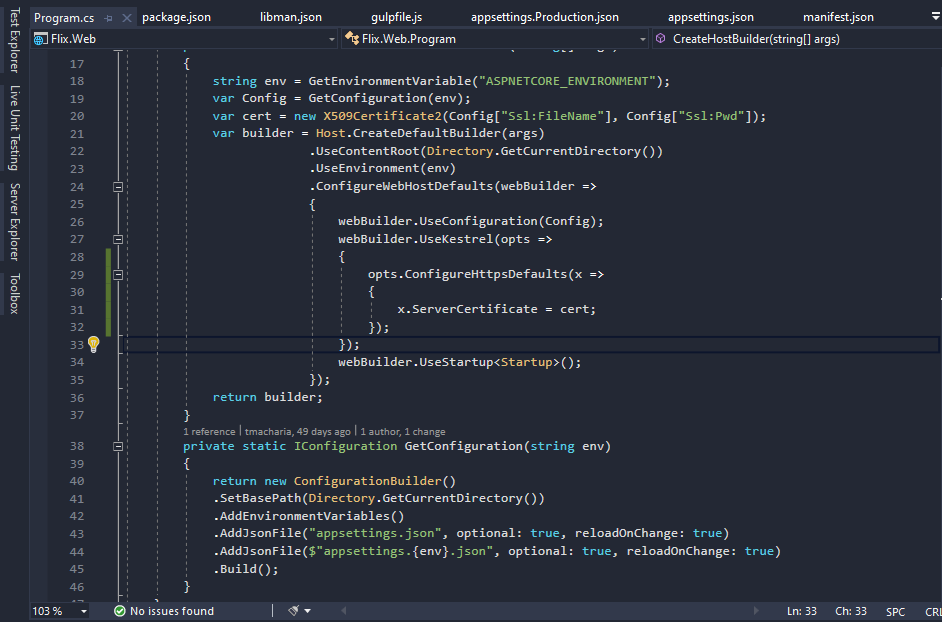 Program.cs package.json libman.json gulpfile.js appsettings.Production.json appsettings.json manifest.json
Flix.Web Flix.Web.Program CreateHostBuilder(string[] args)
Test Explorer
Live Unit Testing
Server Explorer
Toolbox
17 {
18 string env = GetEnvironmentVariable("ASPNETCORE_ENVIRONMENT");
19 var Config = GetConfiguration(env);
20 var cert = new X509Certificate2(Config["Ssl:FileName"], Config["Ssl:Pwd"]);
21 var builder = Host.CreateDefaultBuilder(args)
22 .UseContentRoot(Directory.GetCurrentDirectory())
23 .UseEnvironment(env)
24 .ConfigureWebHostDefaults(webBuilder =>
25 {
26 webBuilder.UseConfiguration(Config);
27 webBuilder.UseKestrel(opts =>
28 {
29 opts.ConfigureHttpsDefaults(x =>
30 {
31 x.ServerCertificate = cert;
32 });
33 });
34 webBuilder.UseStartup<Startup>();
35 });
36 return builder;
37 }
1 reference | tmacharia, 49 days ago | 1 author, 1 change
38 private static IConfiguration GetConfiguration(string env)
39 {
40 return new ConfigurationBuilder()
41 .SetBasePath(Directory.GetCurrentDirectory())
42 .AddEnvironmentVariables()
43 .AddJsonFile("appsettings.json", optional: true, reloadOnChange: true)
44 .AddJsonFile($"appsettings.{env}.json", optional: true, reloadOnChange: true)
45 .Build();
46 }
103 % No issues found Ln: 33 Ch: 33 SPC